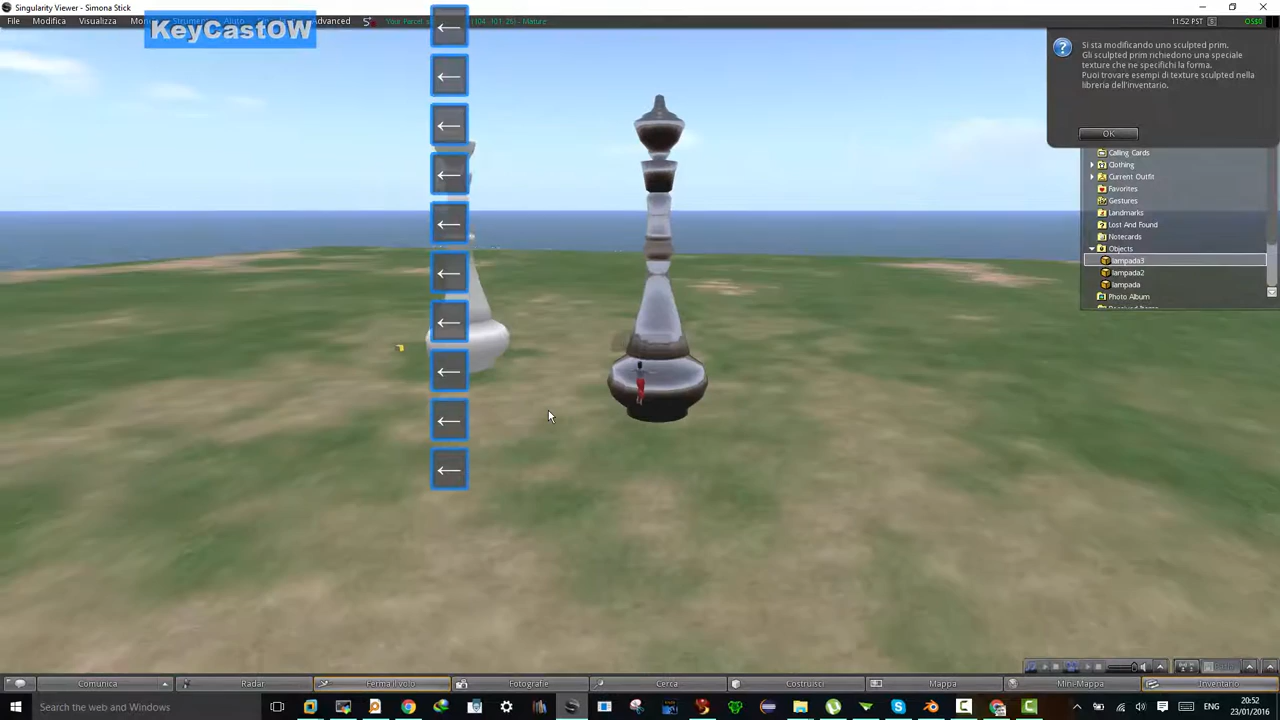 Singularity Viewer - Simona Stick
File Modifica Visualizza Advanced
11:52 PST
OS$0
KeyCastOW
Si sta modificando uno sculpted prim.
Gli sculpted prim richiedono una speciale
texture che ne specifichi la forma.
Puoi trovare esempi di texture sculpted nella
libreria dell'inventario.
OK
Calling Cards
Clothing
Current Outfit
Favorites
Gestures
Landmarks
Lost And Found
Notecards
Objects
lampada3
lampada2
lampada
Photo Album
Comunica Radar Ferma il volo Fotografie Cerca Costruisci Mappa Mini-Mappa Inventario
Search the web and Windows
ENG
20:52
23/01/2016